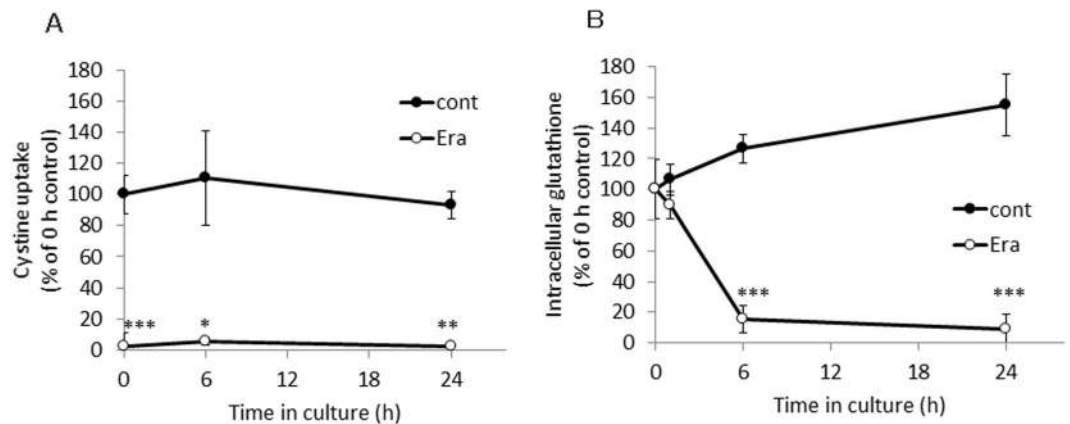 A
180
160
140
120
100
80
60
40
20
0
Cystine uptake
(% of 0 h control)
cont
Era
***
*
**
0 6 12 18 24
Time in culture (h)
B
180
160
140
120
100
80
60
40
20
0
Intracellular glutathione
(% of 0 h control)
cont
Era
***
***
0 6 12 18 24
Time in culture (h)